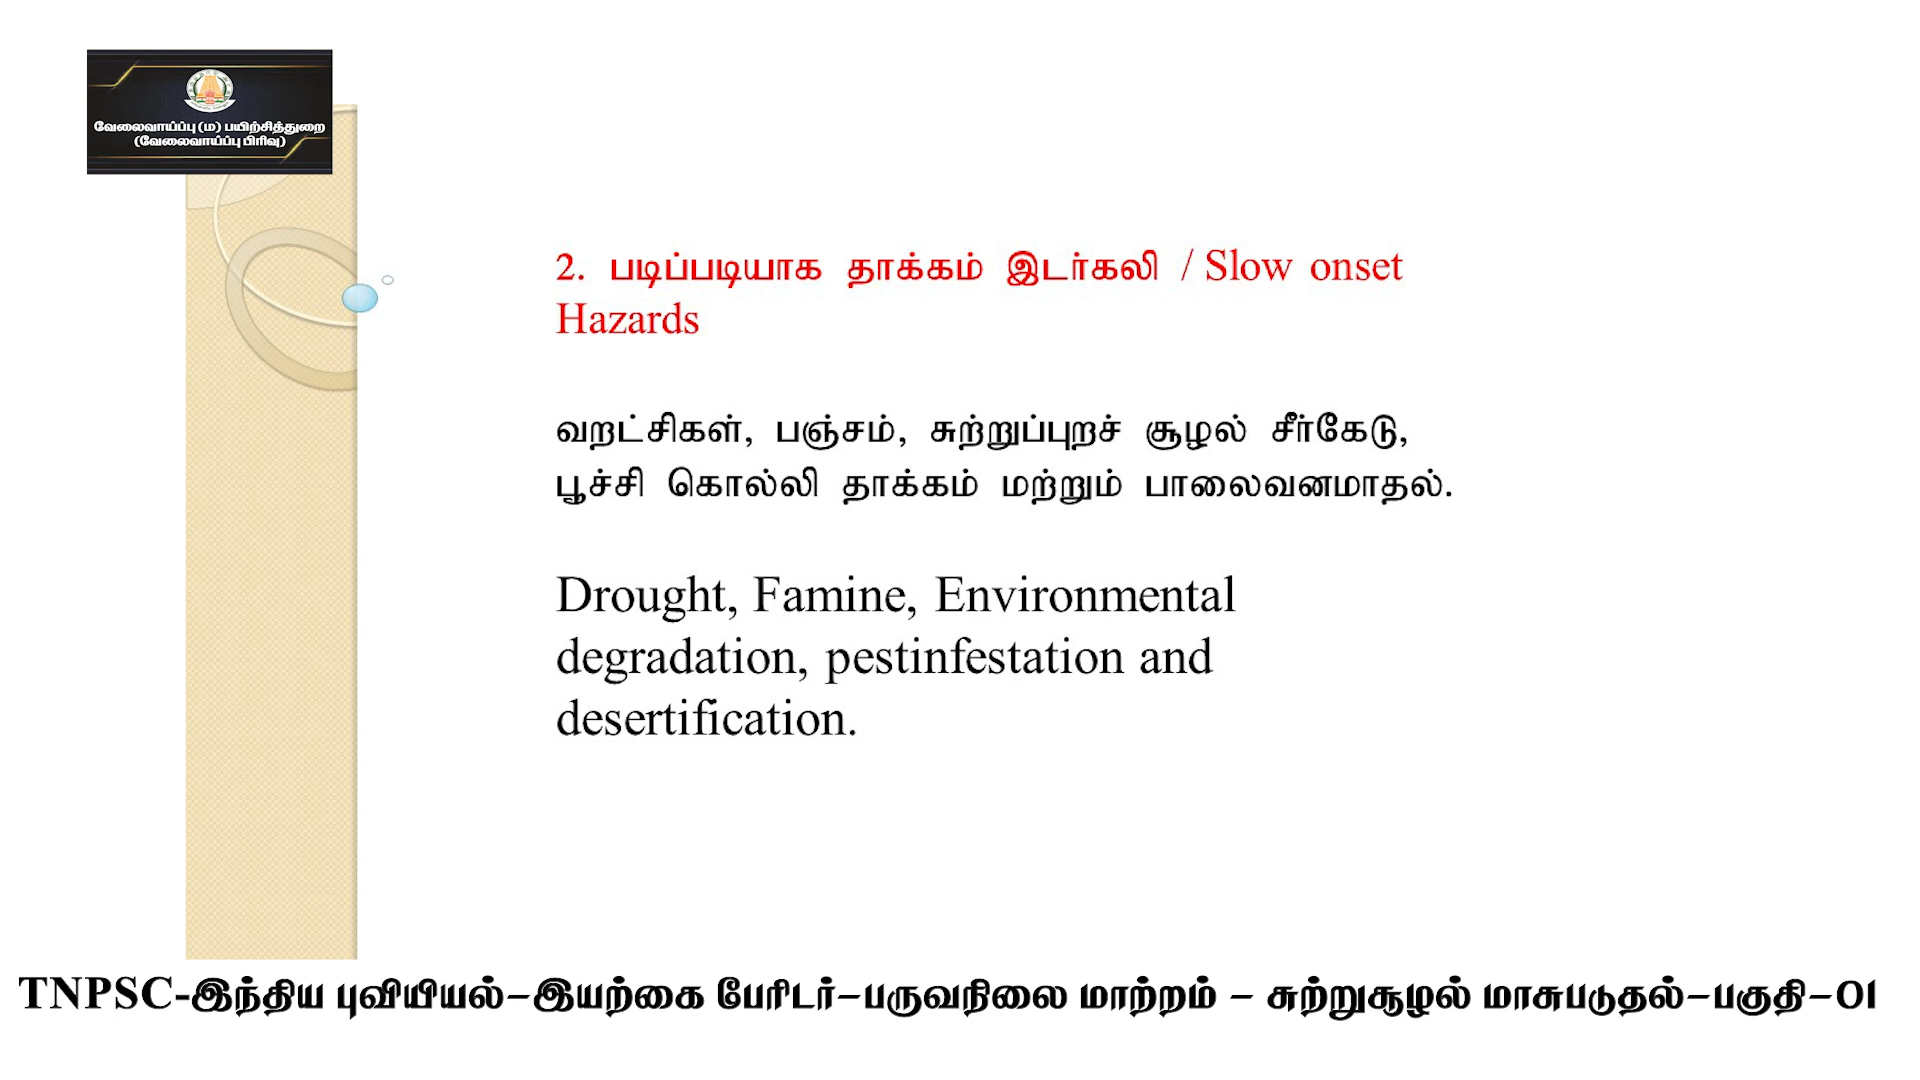 வேலைவாய்ப்பு (ம) பயிற்சித்துறை
(வேலைவாய்ப்பு பிரிவு)
2. படிப்படியாக தாக்கம் இடர்கலி / Slow onset
Hazards
வறட்சிகள், பஞ்சம், சுற்றுப்புறச் சூழல் சீர்கேடு,
பூச்சி கொல்லி தாக்கம் மற்றும் பாலைவனமாதல்.
Drought, Famine, Environmental
degradation, pestinfestation and
desertification.
TNPSC-இந்திய புவியியல்-இயற்கை பேரிடர்-பருவநிலை மாற்றம் - சுற்றுசூழல் மாசுபடுதல்-பகுதி-01